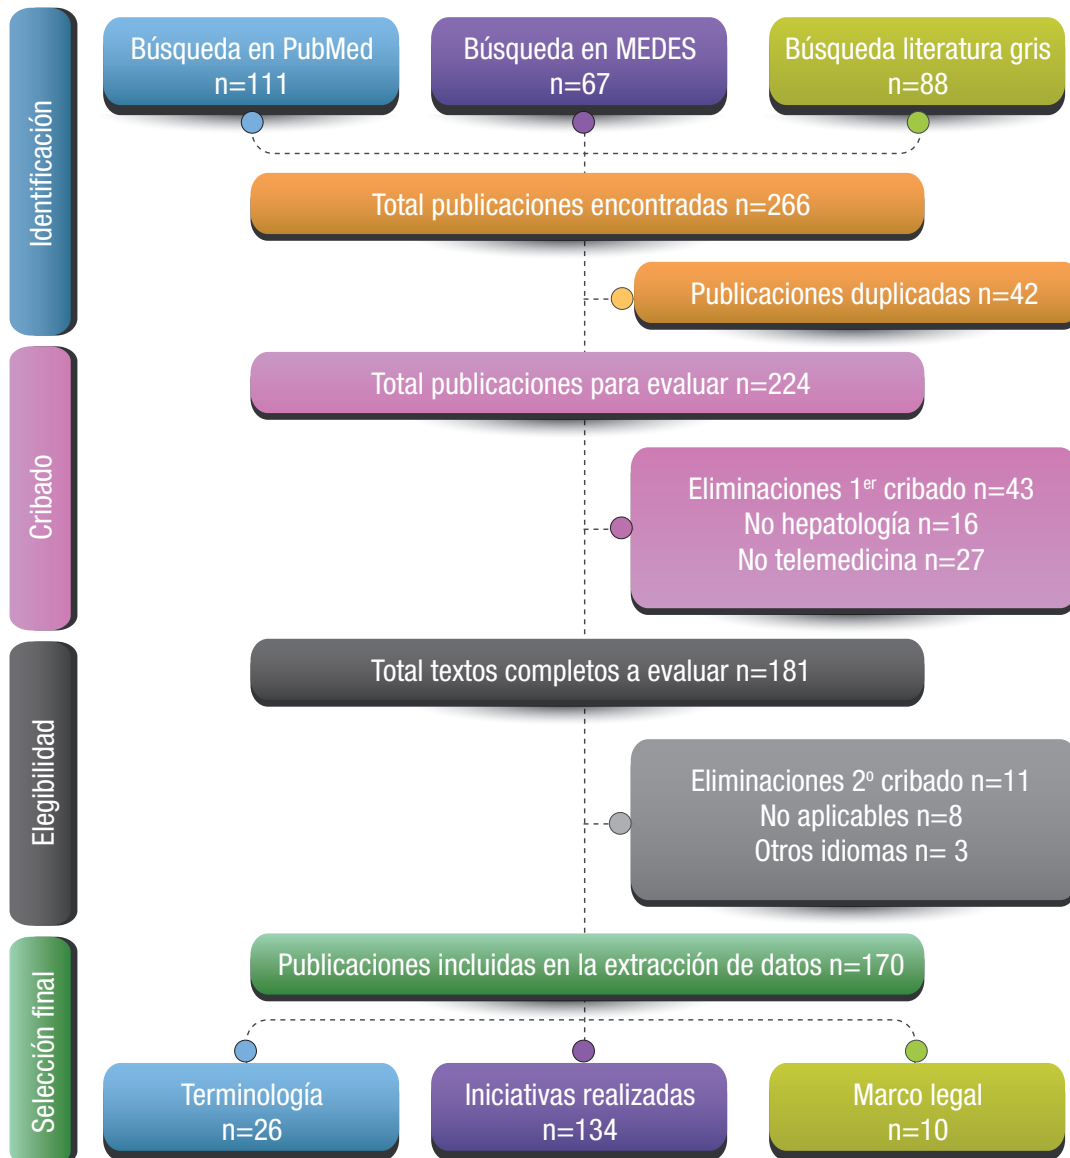 Identificación
Búsqueda en PubMed
n=111
Búsqueda en MEDES
n=67
Búsqueda literatura gris
n=88
Total publicaciones encontradas n=266
Publicaciones duplicadas n=42
Cribado
Total publicaciones para evaluar n=224
Eliminaciones 1er cribado n=43
No hepatología n=16
No telemedicina n=27
Elegibilidad
Total textos completos a evaluar n=181
Eliminaciones 2º cribado n=11
No aplicables n=8
Otros idiomas n= 3
Selección final
Publicaciones incluidas en la extracción de datos n=170
Terminología
n=26
Iniciativas realizadas
n=134
Marco legal
n=10